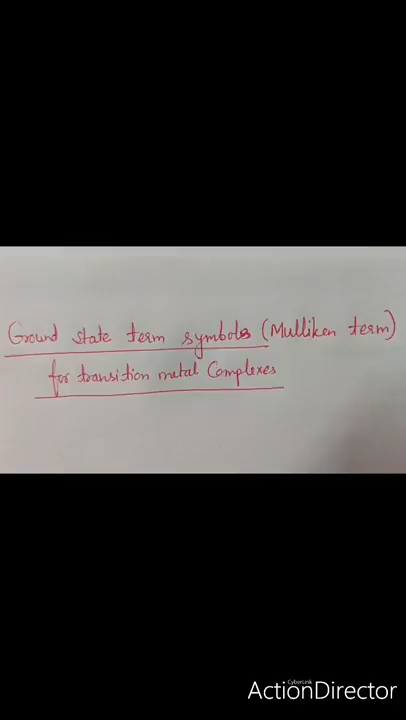 Ground state term symbols (Mulliken term)
for transition metal Complexes
CyberLink
ActionDirector